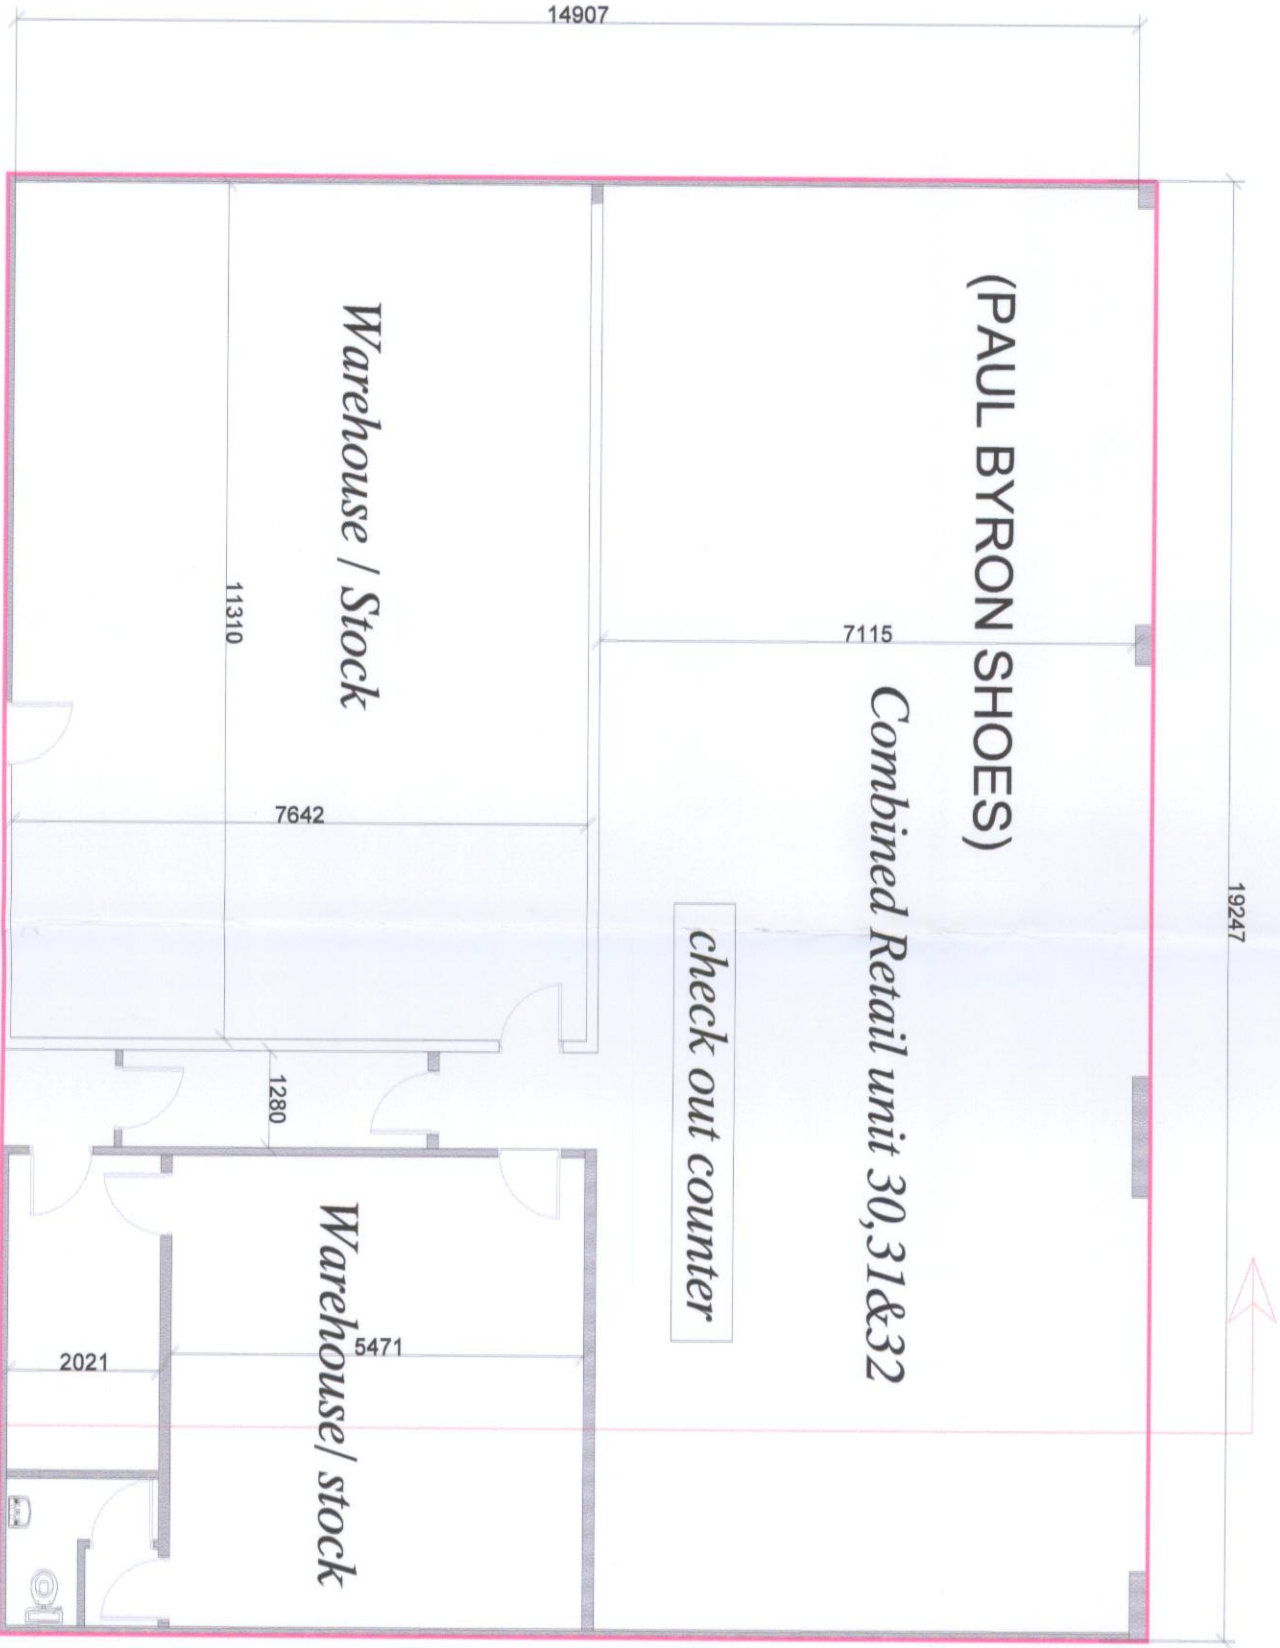 14907
19247
(PAUL BYRON SHOES)
7115
Combined Retail unit 30,31&32
check out counter
Warehouse / Stock
11310
7642
1280
Warehouse/ stock
5471
2021